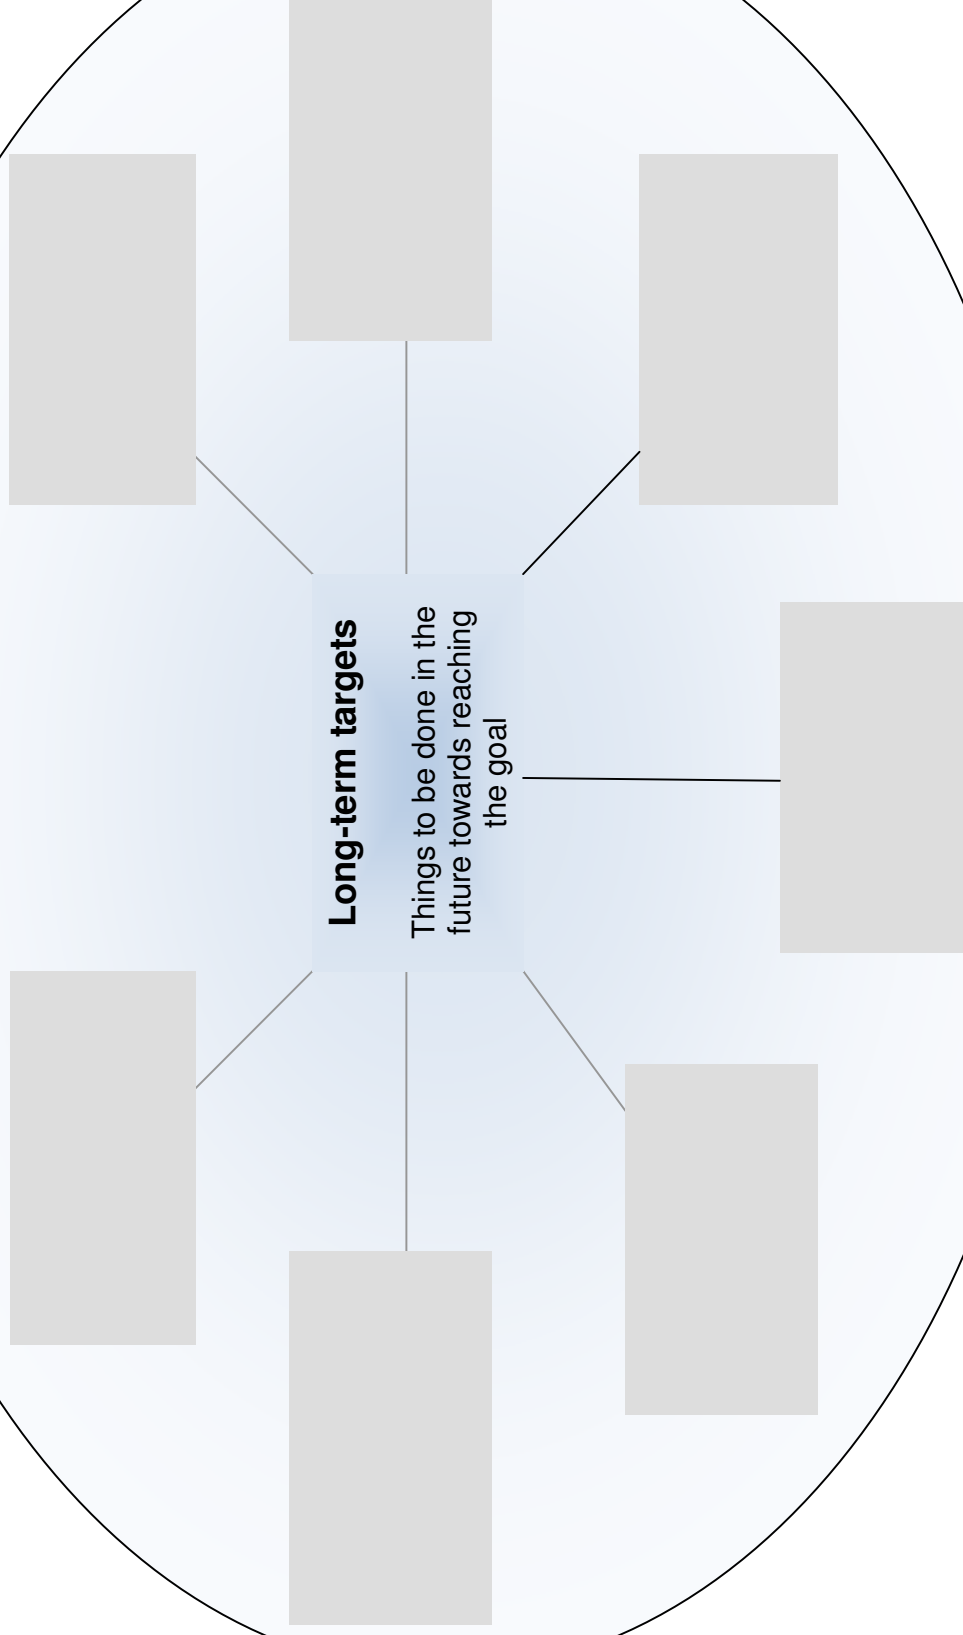 Long-term targets
Things to be done in the
future towards reaching
the goal